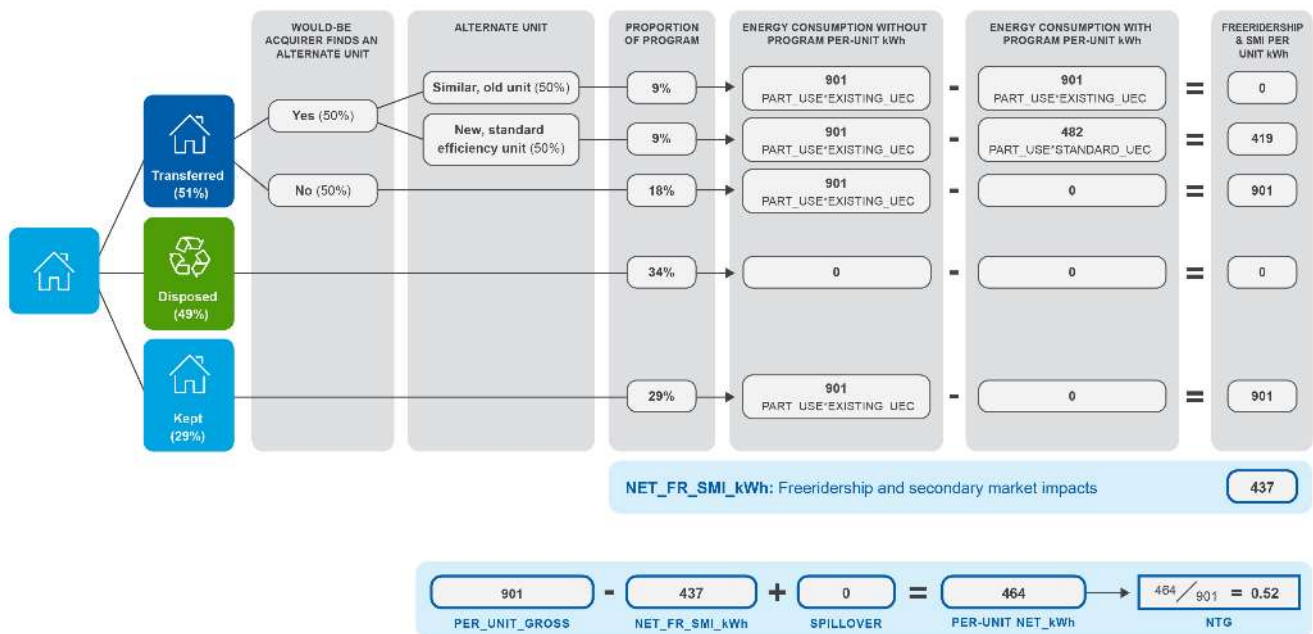 WOULD-BE
ACQUIRER FINDS AN
ALTERNATE UNIT
ALTERNATE UNIT
PROPORTION
OF PROGRAM
ENERGY CONSUMPTION WITHOUT
PROGRAM PER-UNIT kWh
ENERGY CONSUMPTION WITH
PROGRAM PER-UNIT kWh
FREERIDERSHIP
& SMI PER
UNIT kWh
Transferred
(51%)
Yes (50%)
Similar, old unit (50%)
9%
901
PART_USE*EXISTING_UEC
-
901
PART_USE*EXISTING_UEC
=
0
New, standard
efficiency unit (50%)
9%
901
PART_USE*EXISTING_UEC
-
482
PART_USE*STANDARD_UEC
=
419
No (50%)
18%
901
PART_USE*EXISTING_UEC
-
0
=
901
Disposed
(49%)
34%
0
-
0
=
0
Kept
(29%)
29%
901
PART_USE*EXISTING_UEC
-
0
=
901
NET_FR_SMI_kWh: Freeridership and secondary market impacts
437
901
-
437
+
0
=
464
464/901 = 0.52
PER_UNIT_GROSS
NET_FR_SMI_kWh
SPILLOVER
PER-UNIT NET_kWh
NTG